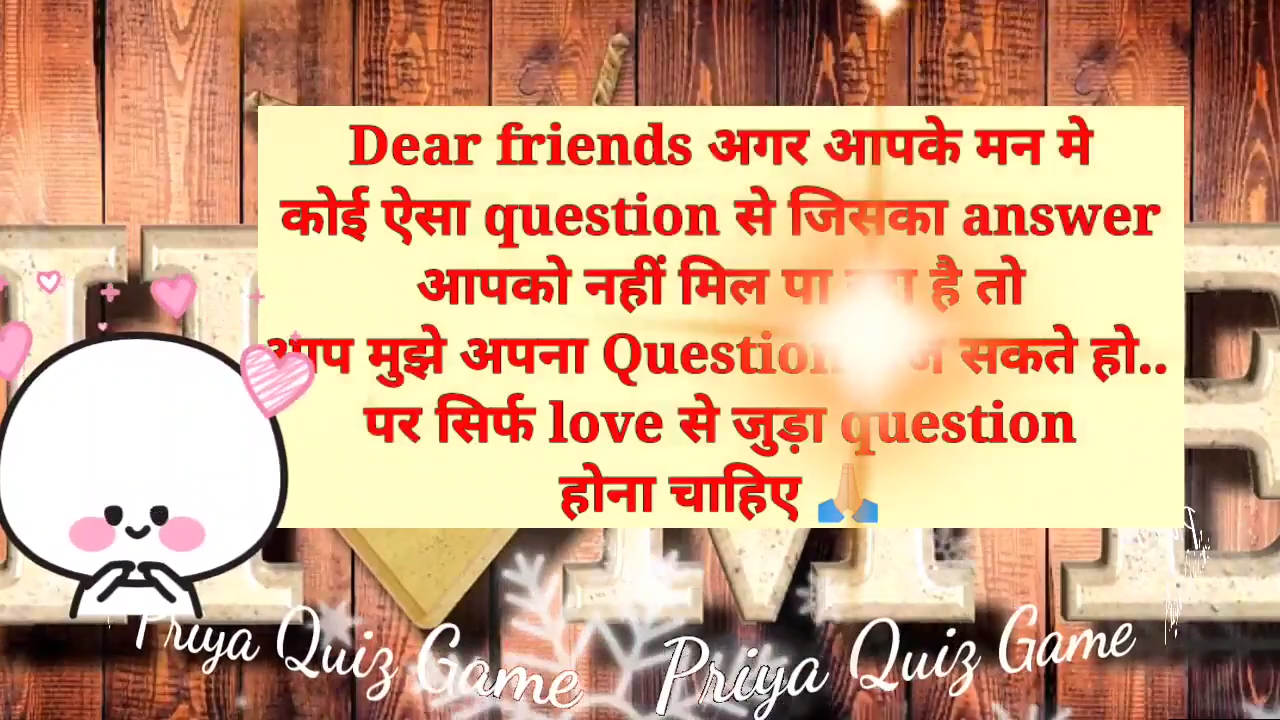 Dear friends अगर आपके मन मे
कोई ऐसा question से जिसका answer
आपको नहीं मिल पा है तो
आप मुझे अपना Question सकते हो..
पर सिर्फ love से जुड़ा question
होना चाहिए 🙏🏼
Priya Quiz Game Priya Quiz Game